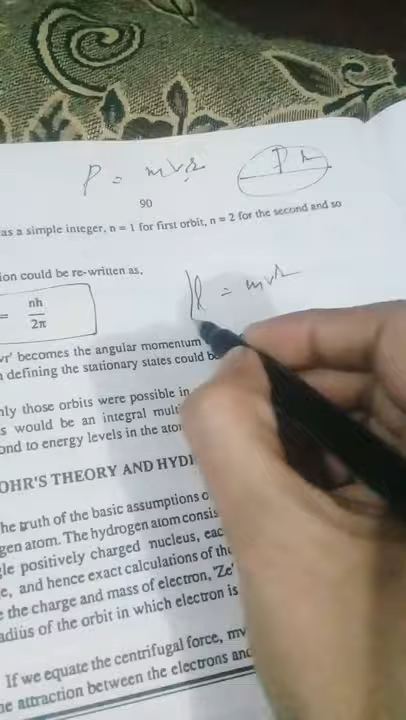 P = mvr
P r
90
as a simple integer, n = 1 for first orbit, n = 2 for the second and so
ion could be re-written as.
l = mvr
= nh
2π
vr' becomes the angular momentum
defining the stationary states could b
nly those orbits were possible in
s would be an integral multi
ond to energy levels in the ator
OHR'S THEORY AND HYD
he truth of the basic assumptions o
gen atom. The hydrogen atom consis
gle positively charged nucleus, eac
e, and hence exact calculations of the
e the charge and mass of electron, 'Ze'
adius of the orbit in which electron is
If we equate the centrifugal force, mv
he attraction between the electrons and